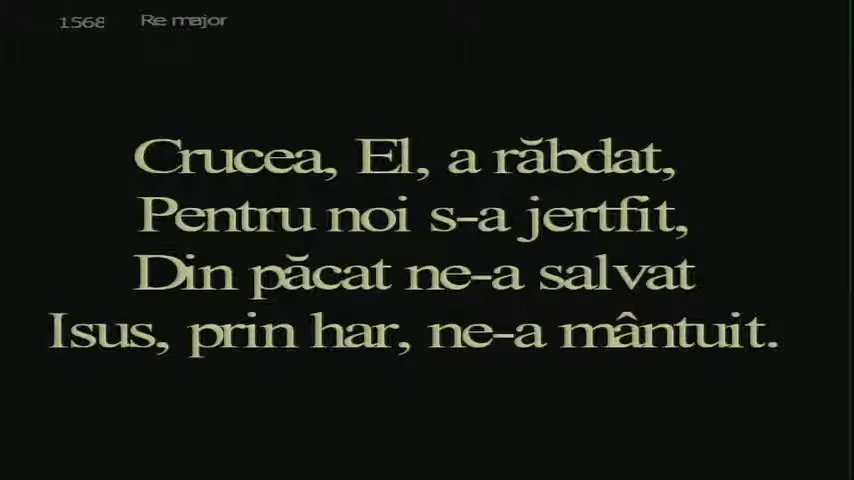 1568 Re major
Crucea, El, a răbdat,
Pentru noi s-a jertfit,
Din păcat ne-a salvat
Isus, prin har, ne-a mântuit.